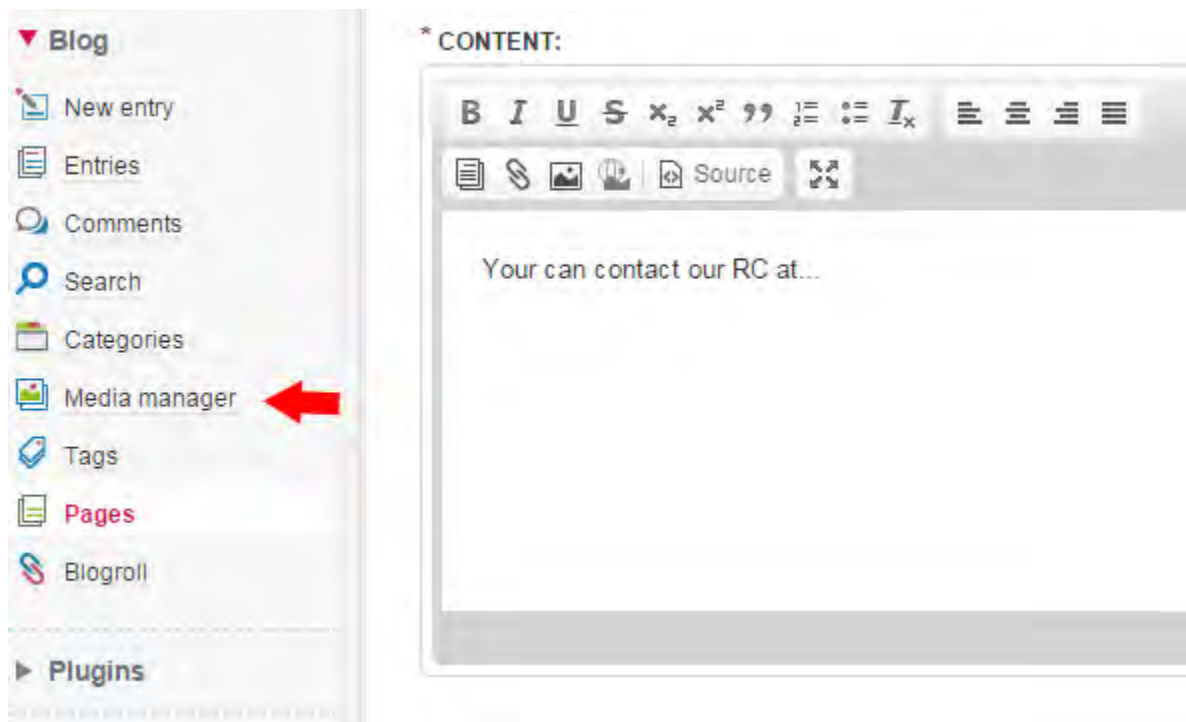 Blog
New entry
Entries
Comments
Search
Categories
Media manager
Tags
Pages
Blogroll
Plugins
* CONTENT:
B I U S x₂ x² 99 Tx
Source
Your can contact our RC at...